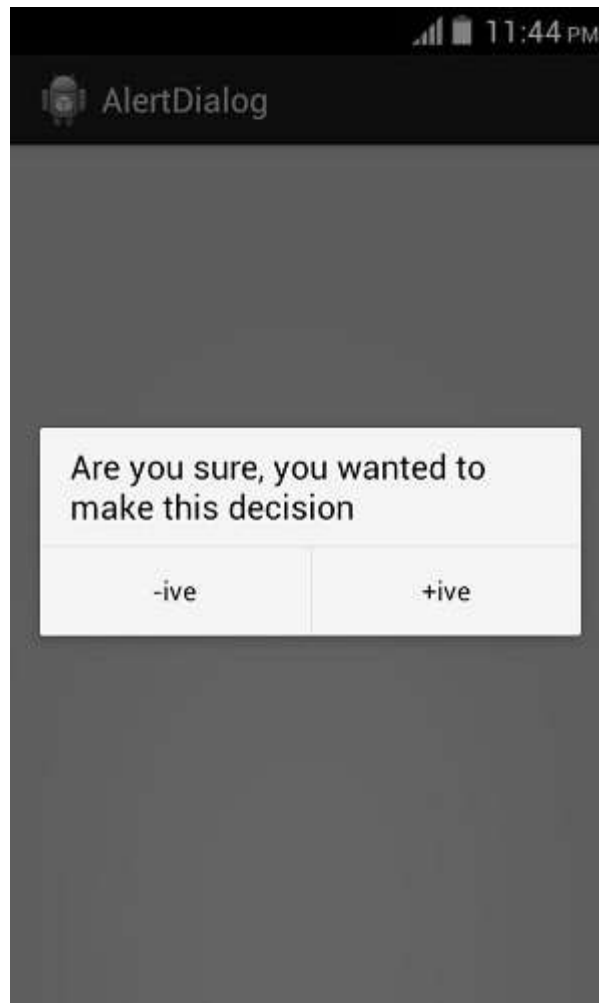 11:44 PM
AlertDialog
Are you sure, you wanted to
make this decision
-ive +ive